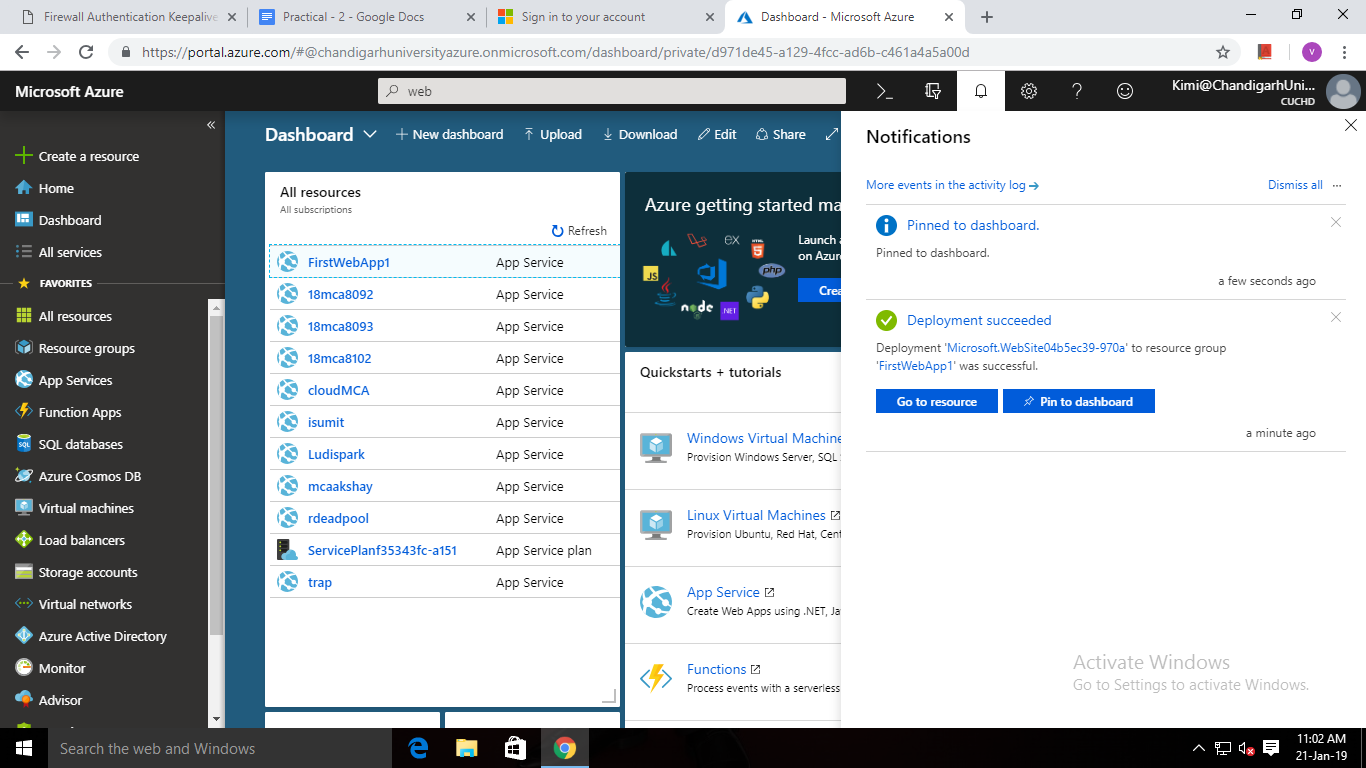 Firewall Authentication Keepalive
Practical - 2 - Google Docs
Sign in to your account
Dashboard - Microsoft Azure
https://portal.azure.com/#@chandigarhuniversityazure.onmicrosoft.com/dashboard/private/d971de45-a129-4fcc-ad6b-c461a4a5a00d
v
Microsoft Azure
web
Kimi@ChandigarhUni...
CUCHD
Create a resource
Home
Dashboard
All services
FAVORITES
All resources
Resource groups
App Services
Function Apps
SQL databases
Azure Cosmos DB
Virtual machines
Load balancers
Storage accounts
Virtual networks
Azure Active Directory
Monitor
Advisor
Dashboard
New dashboard
Upload
Download
Edit
Share
All resources
All subscriptions
Refresh
FirstWebApp1 App Service
18mca8092 App Service
18mca8093 App Service
18mca8102 App Service
cloudMCA App Service
isumit App Service
Ludispark App Service
mcaakshay App Service
rdeadpool App Service
ServicePlanf35343fc-a151 App Service plan
trap App Service
Azure getting started ma
Launch a
on Azur
Crea
EX
HTML
JS
php
node
NET
Quickstarts + tutorials
Windows Virtual Machine
Provision Windows Server, SQL
Linux Virtual Machines
Provision Ubuntu, Red Hat, Cent
App Service
Create Web Apps using .NET, Ja
Functions
Process events with a serverless
Notifications
More events in the activity log
Dismiss all ...
Pinned to dashboard.
Pinned to dashboard.
a few seconds ago
Deployment succeeded
Deployment 'Microsoft.WebSite04b5ec39-970a' to resource group
'FirstWebApp1' was successful.
Go to resource
Pin to dashboard
a minute ago
Activate Windows
Go to Settings to activate Windows.
Search the web and Windows
11:02 AM
21-Jan-19